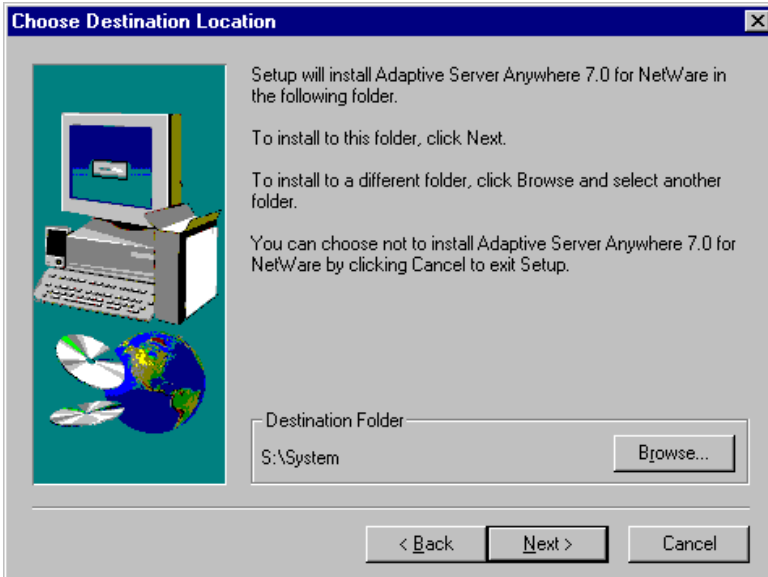 Choose Destination Location
Setup will install Adaptive Server Anywhere 7.0 for NetWare in
the following folder.
To install to this folder, click Next.
To install to a different folder, click Browse and select another
folder.
You can choose not to install Adaptive Server Anywhere 7.0 for
NetWare by clicking Cancel to exit Setup.
Destination Folder
S:\System
Browse...
< Back
Next >
Cancel